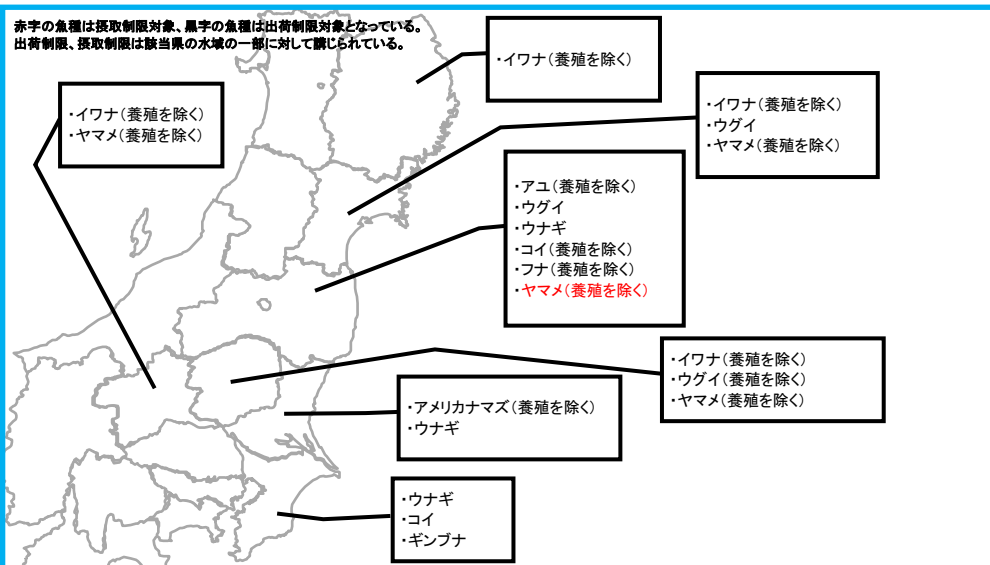 赤字の魚種は摂取制限対象、黒字の魚種は出荷制限対象となっている。
出荷制限、摂取制限は該当県の水域の一部に対して講じられている。
・イワナ（養殖を除く）
・イワナ（養殖を除く）
・ヤマメ（養殖を除く）
・イワナ（養殖を除く）
・ウグイ
・ヤマメ（養殖を除く）
・アユ（養殖を除く）
・ウグイ
・ウナギ
・コイ（養殖を除く）
・フナ（養殖を除く）
・ヤマメ（養殖を除く）
・イワナ（養殖を除く）
・ウグイ（養殖を除く）
・ヤマメ（養殖を除く）
・アメリカナマズ（養殖を除く）
・ウナギ
・ウナギ
・コイ
・ギンブナ